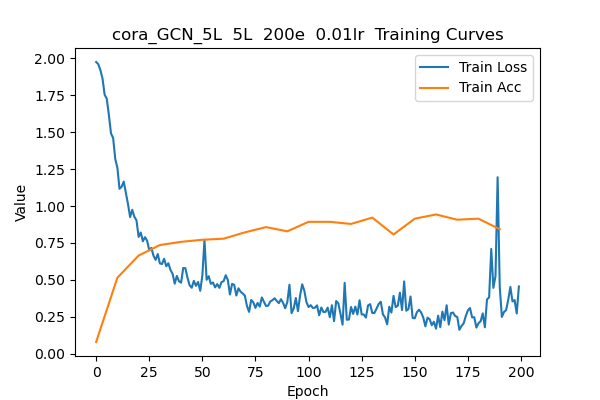 cora_GCN_5L  5L  200e  0.01lr  Training Curves
Train Loss
Train Acc
2.00
1.75
1.50
1.25
1.00
0.75
0.50
0.25
0.00
Value
0 25 50 75 100 125 150 175 200
Epoch